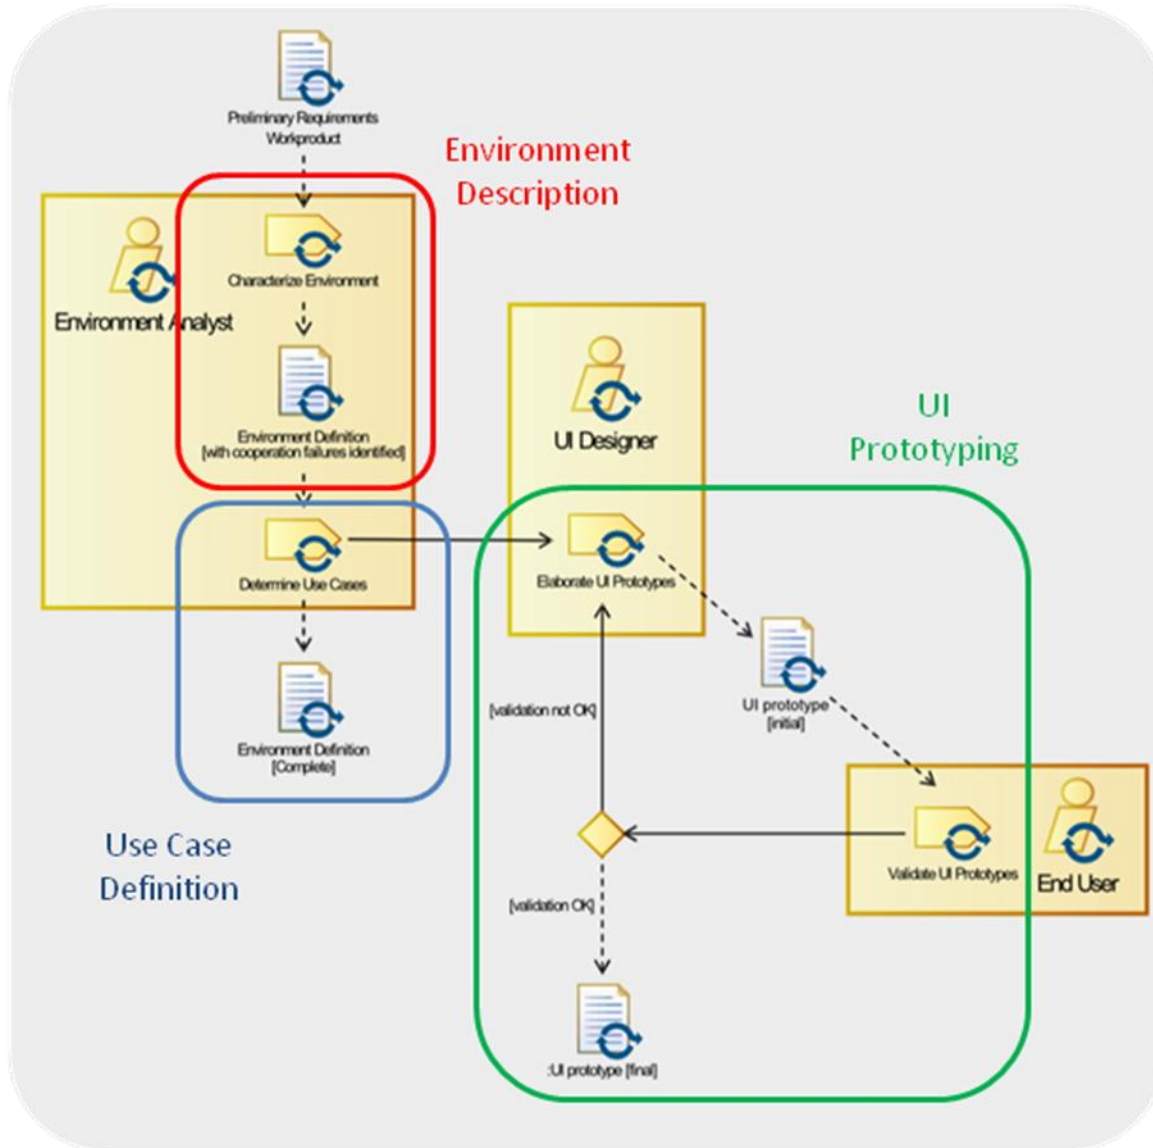 Preliminary Requirements
Workproduct
Environment
Description
Characterize Environment
Environment Analyst
Environment Definition
[with cooperation failures identified]
UI Designer
UI
Prototyping
Determine Use Cases
Elaborate UI Prototypes
[validation not OK]
UI prototype
[initial]
Environment Definition
[Complete]
Use Case
Definition
Validate UI Prototypes
End User
[validation OK]
:UI prototype [final]